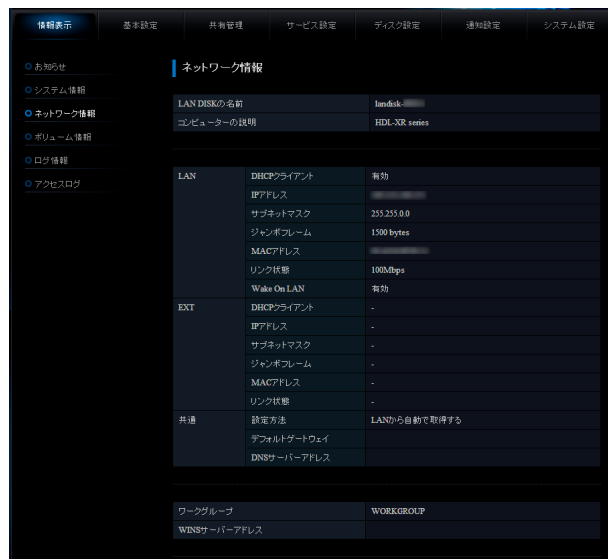 情報表示 基本設定 共有管理 サービス設定 ディスク設定 通知設定 システム設定
お知らせ
システム情報
ネットワーク情報
ボリューム情報
ログ情報
アクセスログ
ネットワーク情報
LAN DISKの名前 landisk-
コンピューターの説明 HDL-XR series
LAN DHCPクライアント 有効
IPアドレス
サブネットマスク 255.255.0.0
ジャンボフレーム 1500 bytes
MACアドレス
リンク状態 100Mbps
Wake On LAN 有効
EXT DHCPクライアント -
IPアドレス -
サブネットマスク -
ジャンボフレーム -
MACアドレス -
リンク状態 -
共通 設定方法 LANから自動で取得する
デフォルトゲートウェイ
DNSサーバーアドレス
ワークグループ WORKGROUP
WINSサーバーアドレス